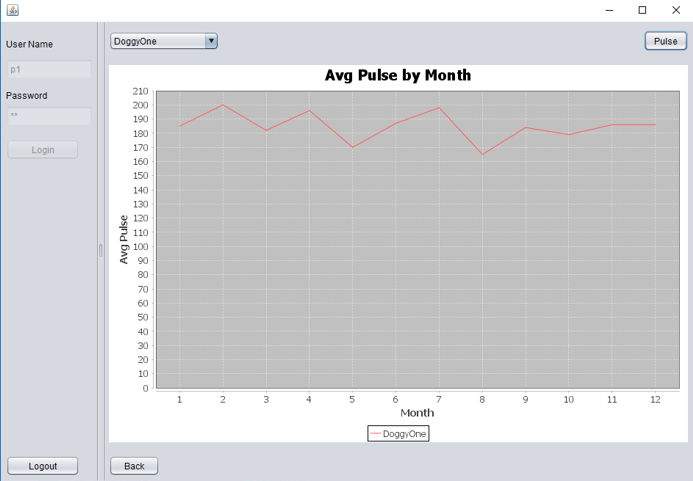 User Name
p1
Password
**
Login
Logout
DoggyOne
Pulse
Avg Pulse by Month
Avg Pulse
210
200
190
180
170
160
150
140
130
120
110
100
90
80
70
60
50
40
30
20
10
0
1 2 3 4 5 6 7 8 9 10 11 12
Month
DoggyOne
Back